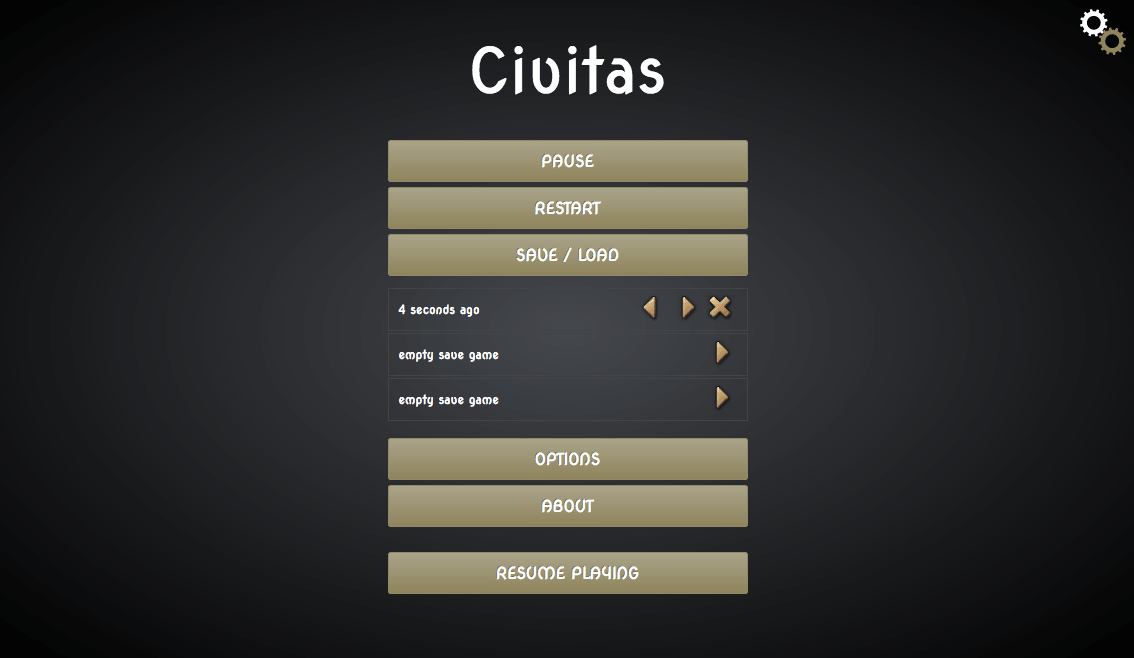 Civitas
PAUSE
RESTART
SAVE / LOAD
4 seconds ago
empty save game
empty save game
OPTIONS
ABOUT
RESUME PLAYING